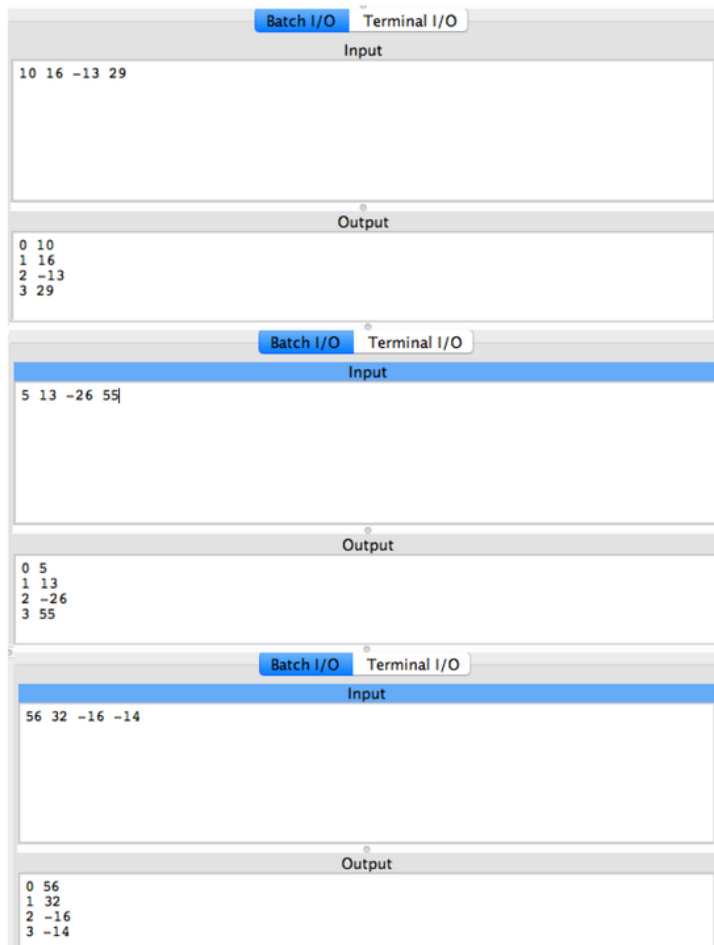 Batch I/O Terminal I/O
Input
10 16 -13 29
Output
0 10
1 16
2 -13
3 29
Batch I/O Terminal I/O
Input
5 13 -26 55
Output
0 5
1 13
2 -26
3 55
Batch I/O Terminal I/O
Input
56 32 -16 -14
Output
0 56
1 32
2 -16
3 -14